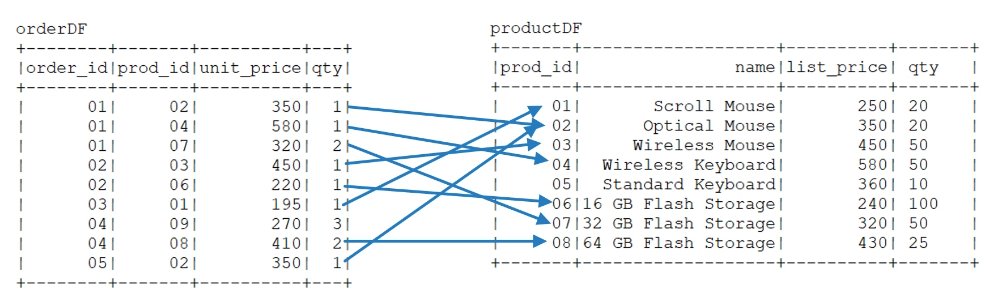 orderDF
+--------+-------+----------+---+
|order_id|prod_id|unit_price|qty|
+--------+-------+----------+---+
| 01| 02| 350| 1|
| 01| 04| 580| 1|
| 01| 07| 320| 2|
| 02| 03| 450| 1|
| 02| 06| 220| 1|
| 03| 01| 195| 1|
| 04| 09| 270| 3|
| 04| 08| 410| 2|
| 05| 02| 350| 1|
+--------+-------+----------+---+
productDF
+-------+-------------------+----------+-------+
|prod_id| name|list_price| qty |
+-------+-------------------+----------+-------+
| 01| Scroll Mouse| 250| 20 |
| 02| Optical Mouse| 350| 20 |
| 03| Wireless Mouse| 450| 50 |
| 04| Wireless Keyboard| 580| 50 |
| 05| Standard Keyboard| 360| 10 |
| 06|16 GB Flash Storage| 240| 100 |
| 07|32 GB Flash Storage| 320| 50 |
| 08|64 GB Flash Storage| 430| 25 |
+-------+-------------------+----------+-------+